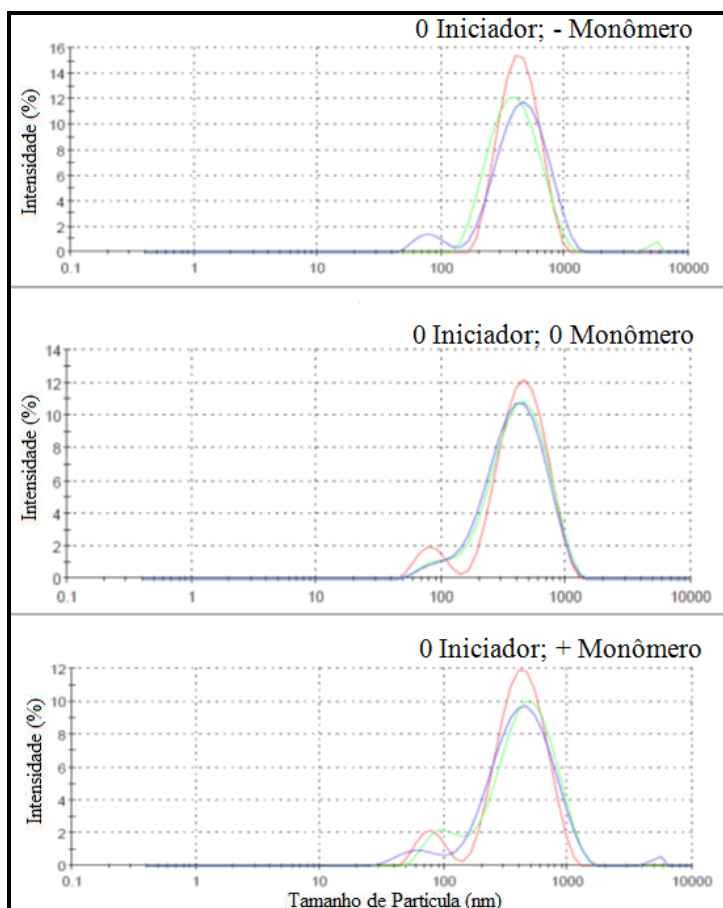 0 Iniciador; - Monômero
16
14
12
10
8
6
4
2
0
Intensidade (%)
0.1 1 10 100 1000 10000
0 Iniciador; 0 Monômero
14
12
10
8
6
4
2
0
Intensidade (%)
0.1 1 10 100 1000 10000
0 Iniciador; + Monômero
12
10
8
6
4
2
0
Intensidade (%)
0.1 1 10 100 1000 10000
Tamanho de Partícula (nm)